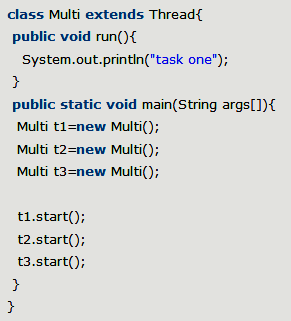 class Multi extends Thread{
public void run(){
System.out.println("task one");
}
public static void main(String args[]){
Multi t1=new Multi();
Multi t2=new Multi();
Multi t3=new Multi();
t1.start();
t2.start();
t3.start();
}
}